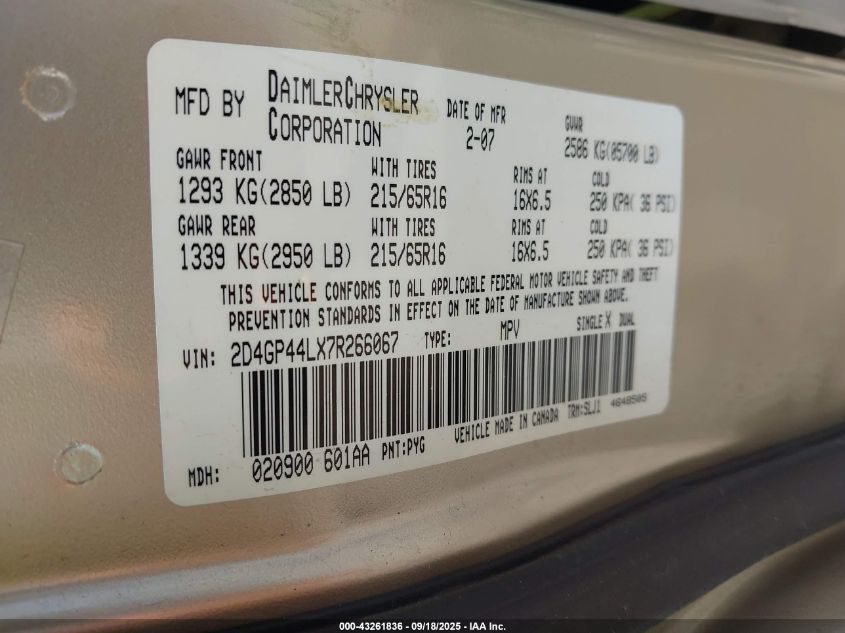 MFD BY DAIMLERCHRYSLER CORPORATION
DATE OF MFR 2-07
GVWR 2586 KG(05700 LB)
GAWR FRONT WITH TIRES RIMS AT COLD
1293 KG(2850 LB) 215/65R16 16X6.5 250 KPA( 36 PSI)
GAWR REAR WITH TIRES RIMS AT COLD
1339 KG(2950 LB) 215/65R16 16X6.5 250 KPA( 36 PSI)
THIS VEHICLE CONFORMS TO ALL APPLICABLE FEDERAL MOTOR VEHICLE SAFETY AND THEFT
PREVENTION STANDARDS IN EFFECT ON THE DATE OF MANUFACTURE SHOWN ABOVE.
VIN: 2D4GP44LX7R266067 TYPE: MPV SINGLE X DUAL
MDH: 020900 601AA PNT:PYG VEHICLE MADE IN CANADA TRM:SLJ1 4648505
000-43261836 - 09/18/2025 - IAA Inc.